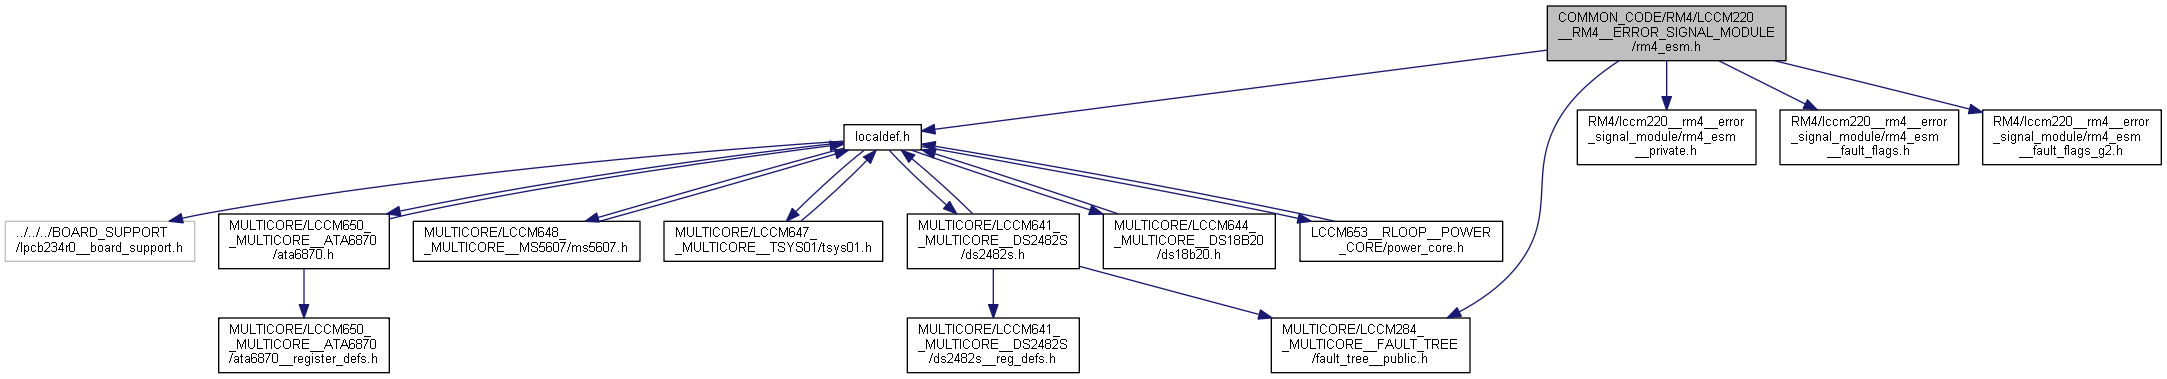 COMMON_CODE/RM4/LCCM220
__RM4__ERROR_SIGNAL_MODULE
/rm4_esm.h
localdef.h
RM4/lccm220__rm4__error
_signal_module/rm4_esm
__private.h
RM4/lccm220__rm4__error
_signal_module/rm4_esm
__fault_flags.h
RM4/lccm220__rm4__error
_signal_module/rm4_esm
__fault_flags_g2.h
../../../BOARD_SUPPORT
/lpcb234r0__board_support.h
MULTICORE/LCCM650_
_MULTICORE__ATA6870
/ata6870.h
MULTICORE/LCCM648_
_MULTICORE__MS5607/ms5607.h
MULTICORE/LCCM647_
_MULTICORE__TSYS01/tsys01.h
MULTICORE/LCCM641_
_MULTICORE__DS2482S
/ds2482s.h
MULTICORE/LCCM644_
_MULTICORE__DS18B20
/ds18b20.h
LCCM653__RLOOP__POWER
_CORE/power_core.h
MULTICORE/LCCM650_
_MULTICORE__ATA6870
/ata6870__register_defs.h
MULTICORE/LCCM641_
_MULTICORE__DS2482S
/ds2482s__reg_defs.h
MULTICORE/LCCM284_
_MULTICORE__FAULT_TREE
/fault_tree__public.h